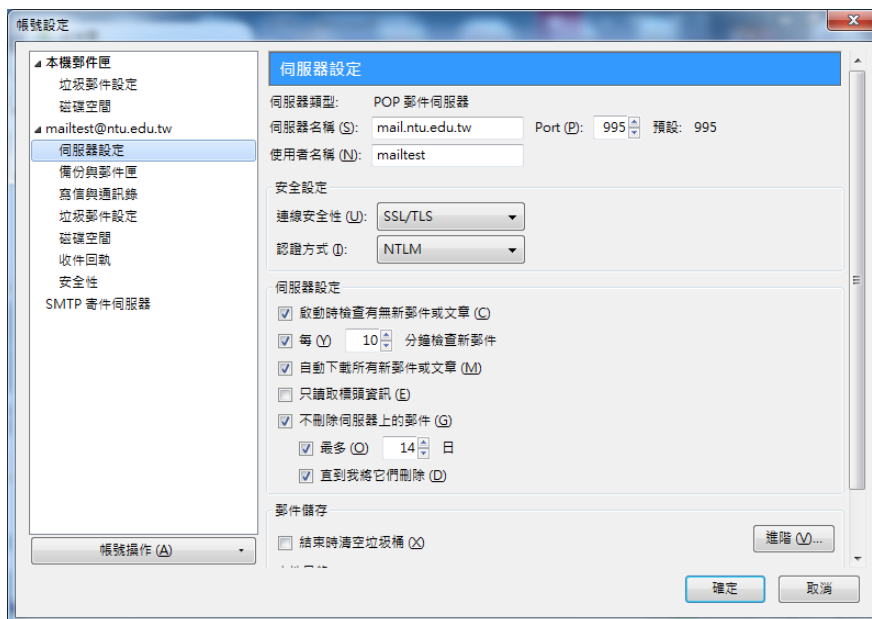 帳號設定
本機郵件匣
垃圾郵件設定
磁碟空間
mailtest@ntu.edu.tw
伺服器設定
備份與郵件匣
寫信與通訊錄
垃圾郵件設定
磁碟空間
收件回執
安全性
SMTP 寄件伺服器
帳號操作 (A)
伺服器設定
伺服器類型: POP 郵件伺服器
伺服器名稱 (S): mail.ntu.edu.tw Port (P): 995 預設: 995
使用者名稱 (N): mailtest
安全設定
連線安全性 (U): SSL/TLS
認證方式 (I): NTLM
伺服器設定
啟動時檢查有無新郵件或文章 (C)
每 (Y) 10 分鐘檢查新郵件
自動下載所有新郵件或文章 (M)
只讀取標頭資訊 (E)
不刪除伺服器上的郵件 (G)
最多 (O) 14 日
直到我將它們刪除 (D)
郵件儲存
結束時清空垃圾桶 (X)
進階 (V)...
確定 取消